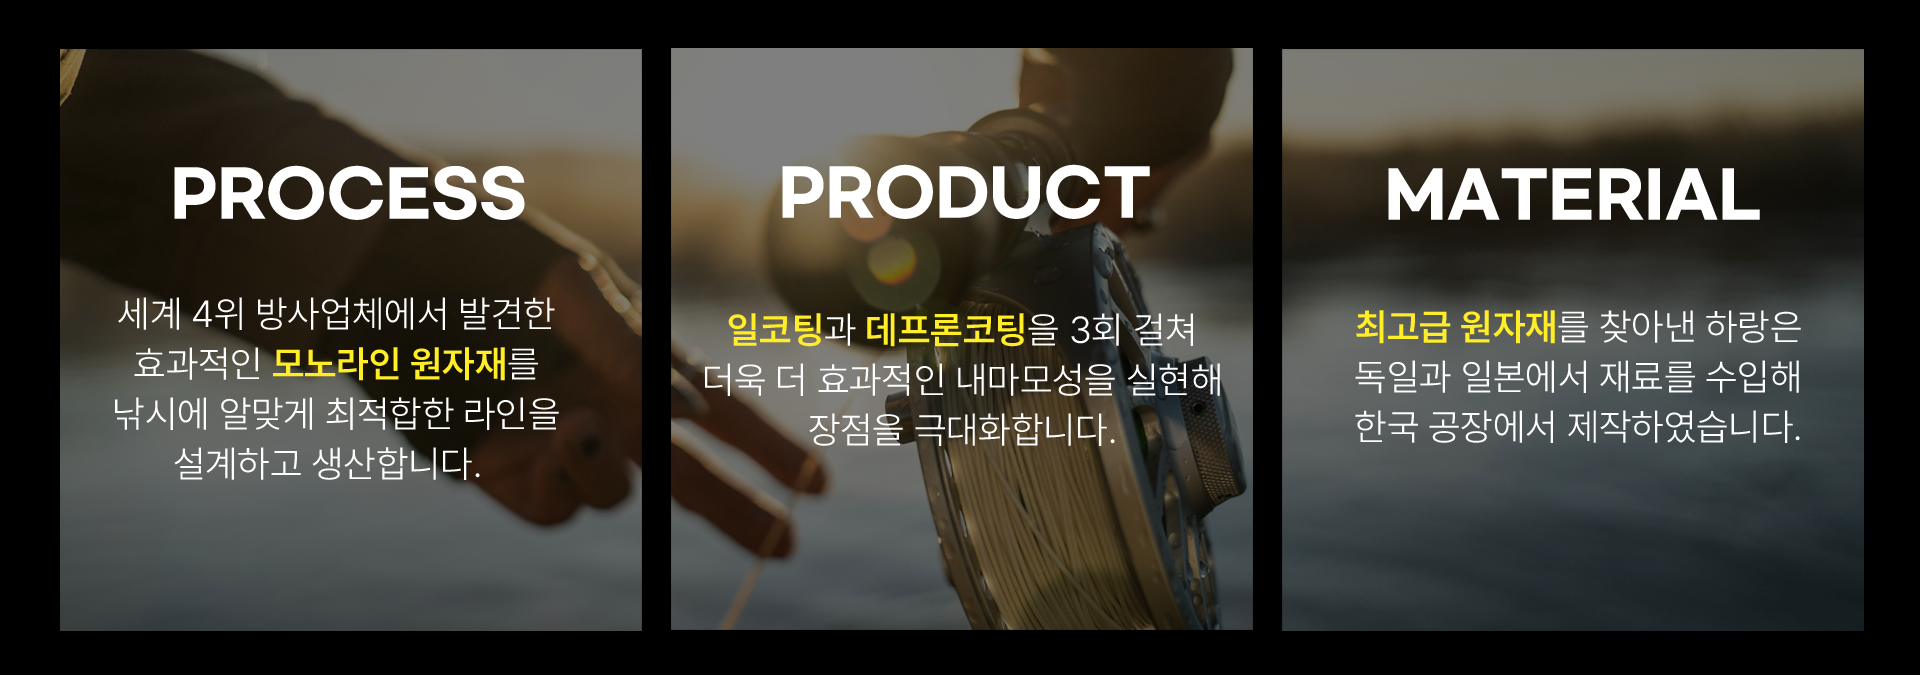 PROCESS
세계 4위 방사업체에서 발견한
효과적인 모노라인 원자재를
낚시에 알맞게 최적합한 라인을
설계하고 생산합니다.
PRODUCT
일코팅과 데프론코팅을 3회 걸쳐
더욱 더 효과적인 내마모성을 실현해
장점을 극대화합니다.
MATERIAL
최고급 원자재를 찾아낸 하랑은
독일과 일본에서 재료를 수입해
한국 공장에서 제작하였습니다.